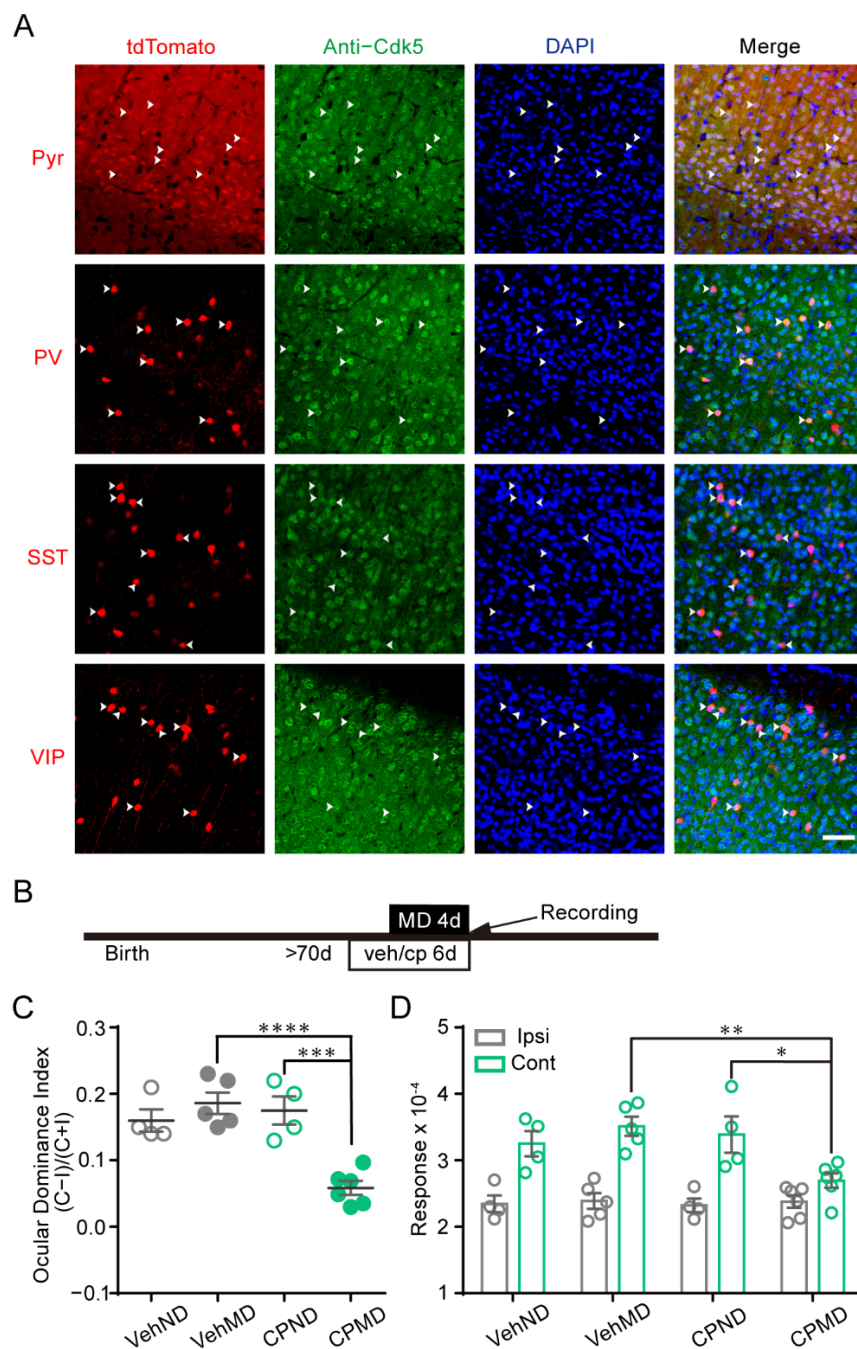 A
tdTomato Anti−Cdk5 DAPI Merge
Pyr
PV
SST
VIP
B
MD 4d
Recording
Birth >70d veh/cp 6d
C
Ocular Dominance Index
(C−I)/(C+I)
0.3
0.2
0.1
0.0
−0.1
****
***
VehND VehMD CPND CPMD
D
Response x 10⁻⁴
5
4
3
2
1
Ipsi
Cont
**
*
VehND VehMD CPND CPMD